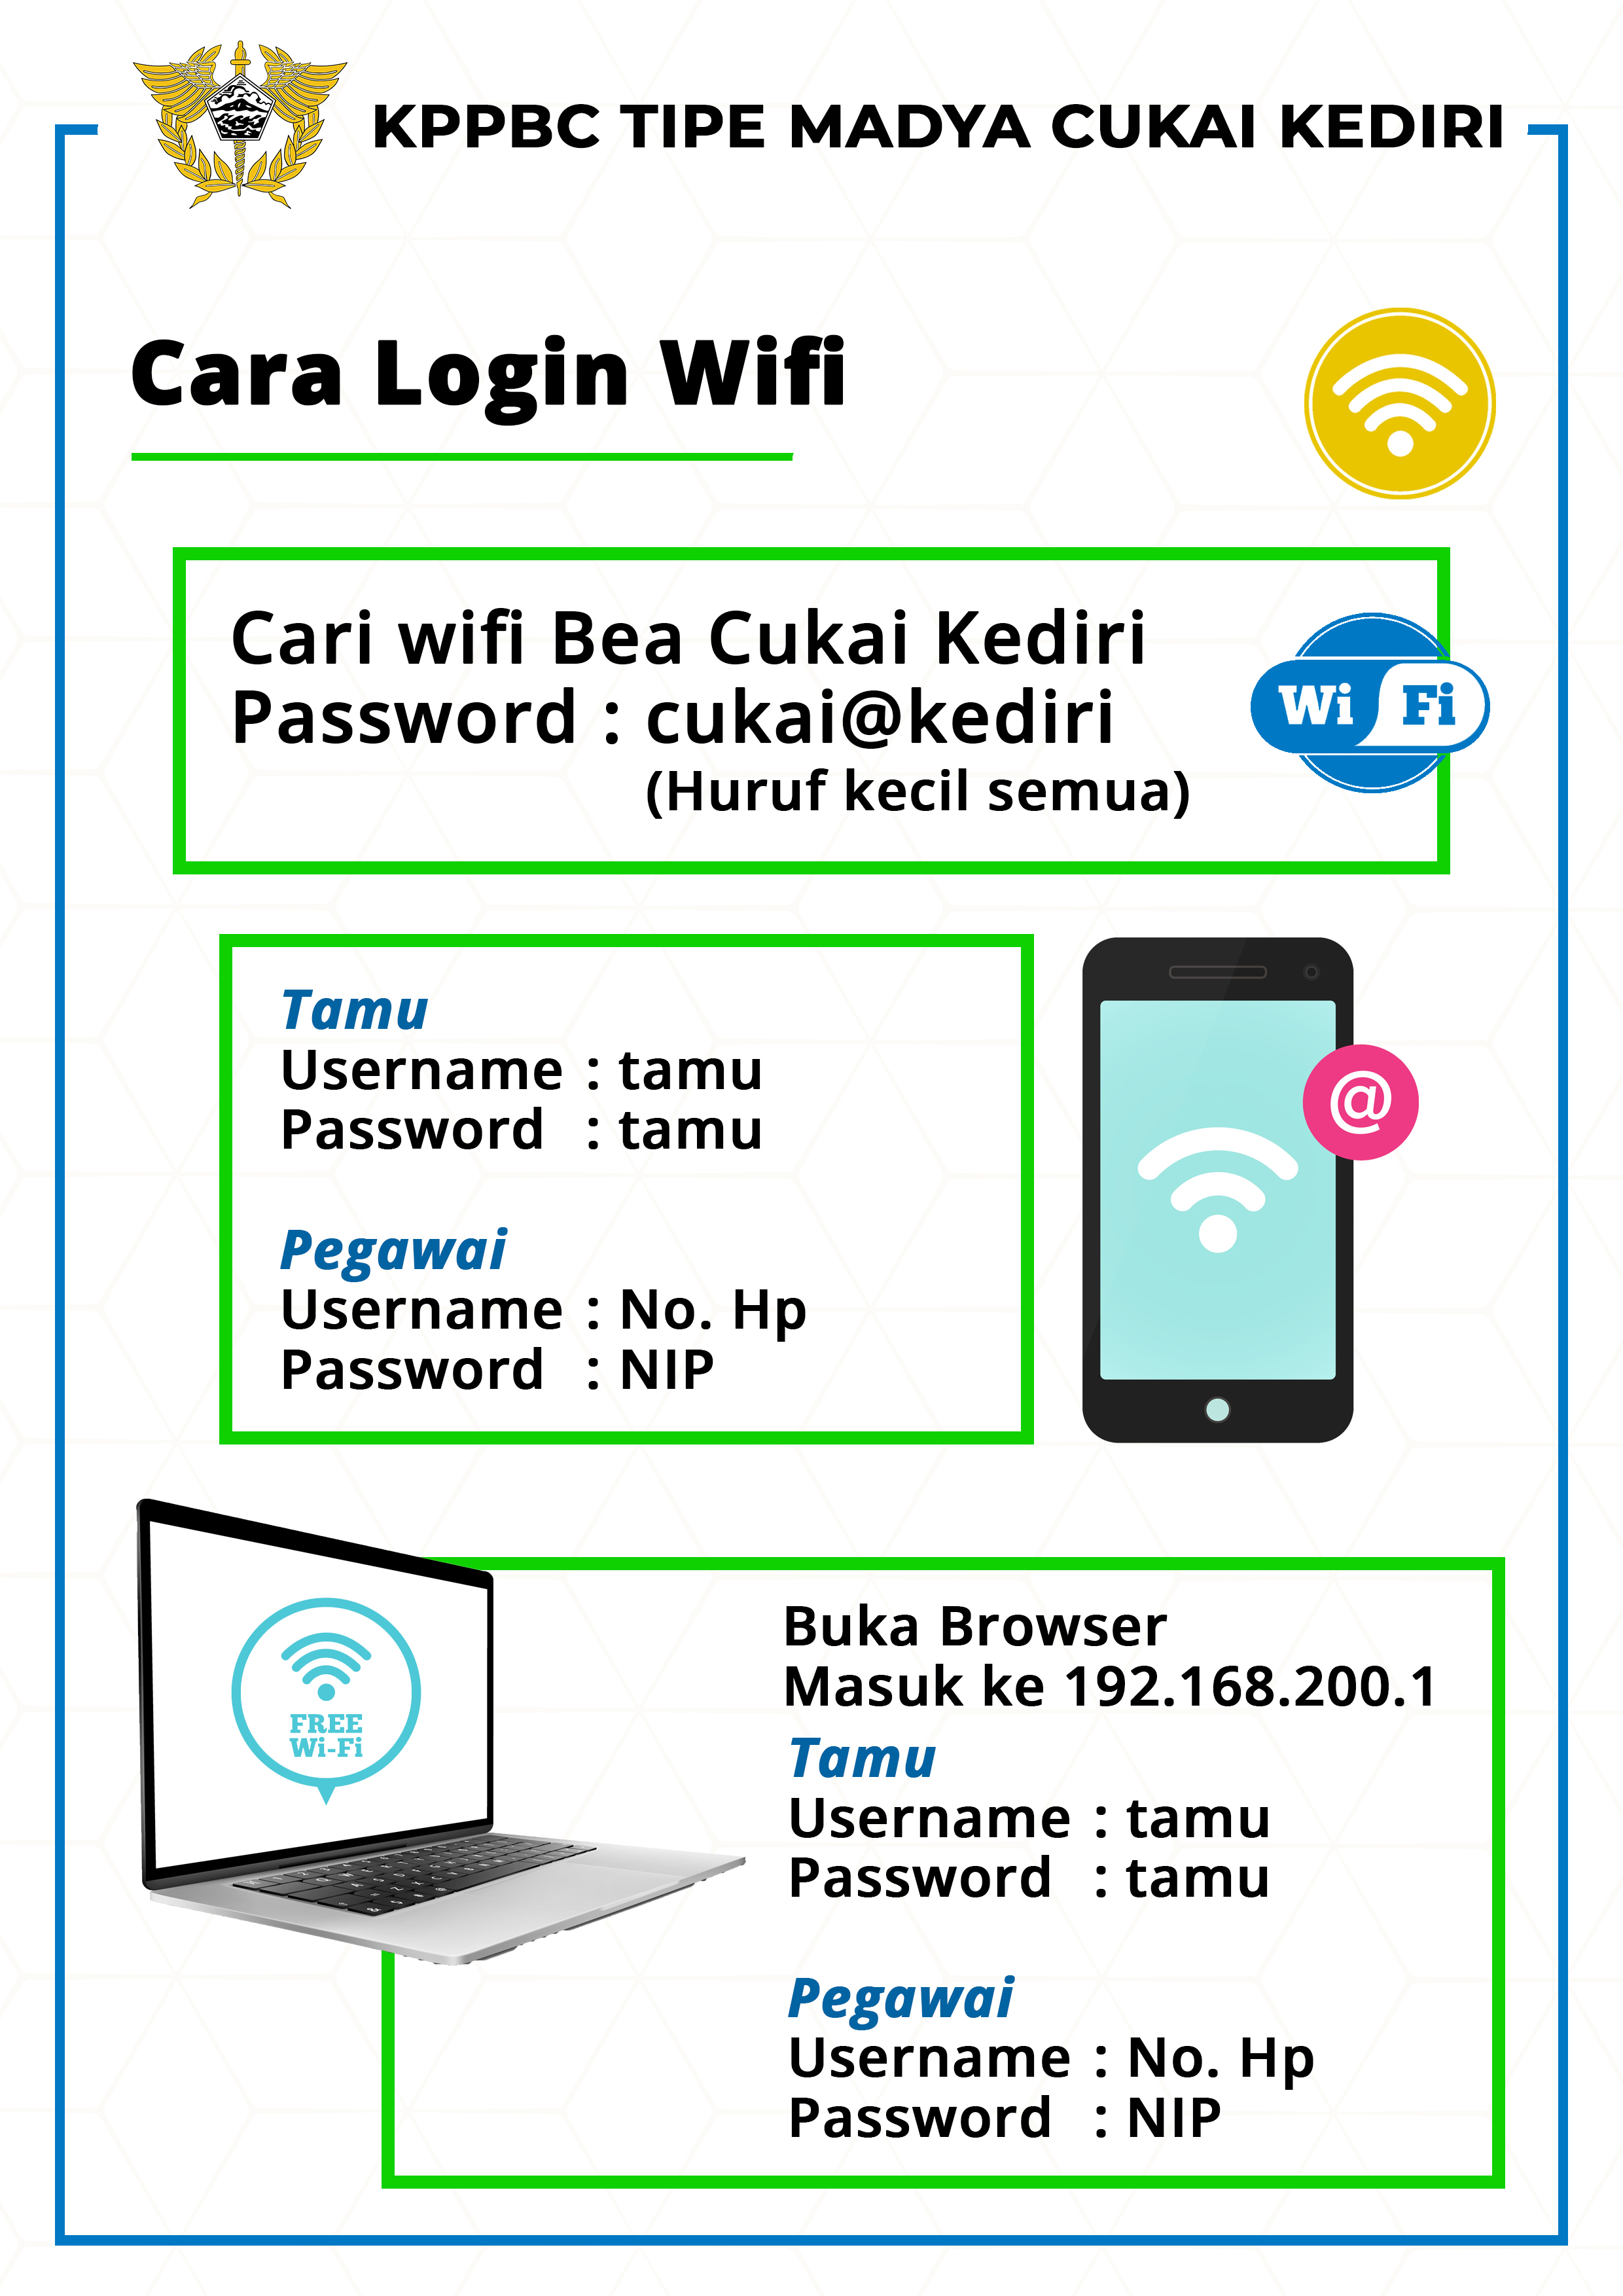 KPPBC TIPE MADYA CUKAI KEDIRI
Cara Login Wifi
Cari wifi Bea Cukai Kediri
Password : cukai@kediri
(Huruf kecil semua)
Wi Fi
Tamu
Username : tamu
Password : tamu
@
Pegawai
Username : No. Hp
Password : NIP
FREE
Wi-Fi
Buka Browser
Masuk ke 192.168.200.1
Tamu
Username : tamu
Password : tamu
Pegawai
Username : No. Hp
Password : NIP